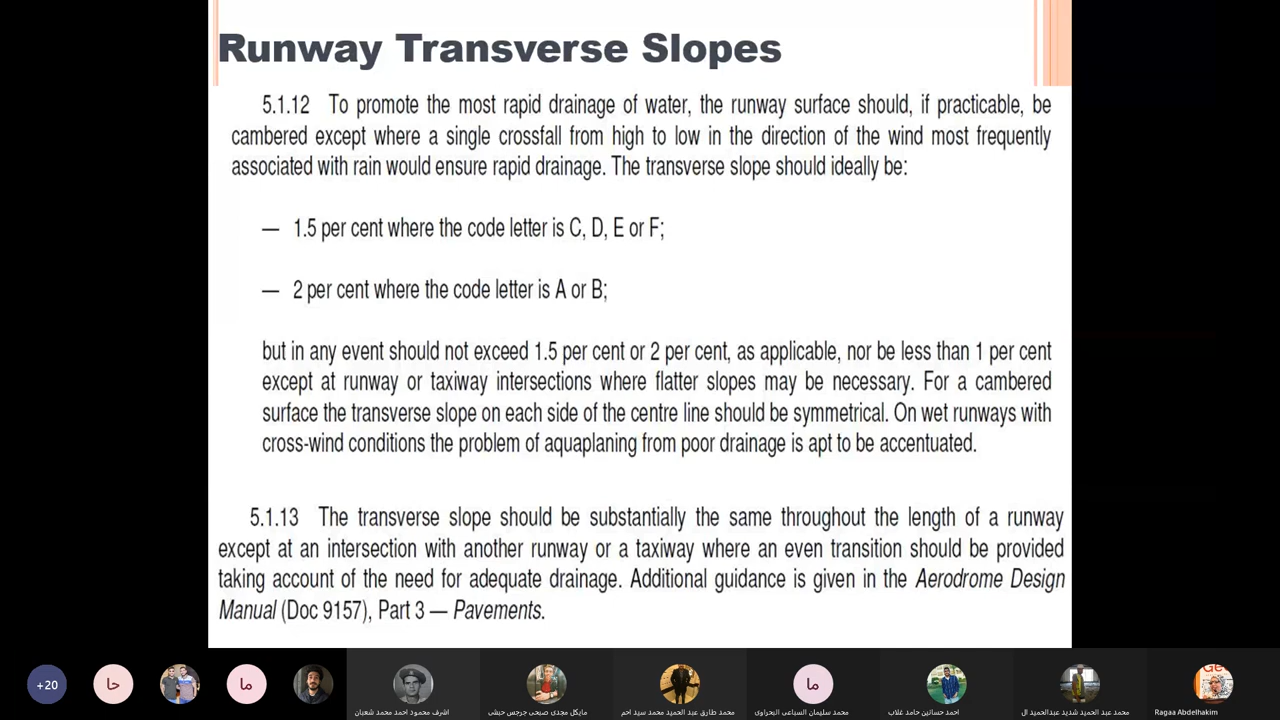 Runway Transverse Slopes
5.1.12 To promote the most rapid drainage of water, the runway surface should, if practicable, be
cambered except where a single crossfall from high to low in the direction of the wind most frequently
associated with rain would ensure rapid drainage. The transverse slope should ideally be:
— 1.5 per cent where the code letter is C, D, E or F;
— 2 per cent where the code letter is A or B;
but in any event should not exceed 1.5 per cent or 2 per cent, as applicable, nor be less than 1 per cent
except at runway or taxiway intersections where flatter slopes may be necessary. For a cambered
surface the transverse slope on each side of the centre line should be symmetrical. On wet runways with
cross-wind conditions the problem of aquaplaning from poor drainage is apt to be accentuated.
5.1.13 The transverse slope should be substantially the same throughout the length of a runway
except at an intersection with another runway or a taxiway where an even transition should be provided
taking account of the need for adequate drainage. Additional guidance is given in the Aerodrome Design
Manual (Doc 9157), Part 3 — Pavements.
+20
حا
ما
ما
اشرف محمود احمد محمد شعبان
مايكل مجدى صبحى جرجس حبشى
محمد طارق عبد الحميد محمد سيد احم
محمد سليمان السباعى البحراوى
احمد حسانين حامد غلاب
محمد عبد الحميد شديد عبدالحميد ال
Ragaa Abdelhakim